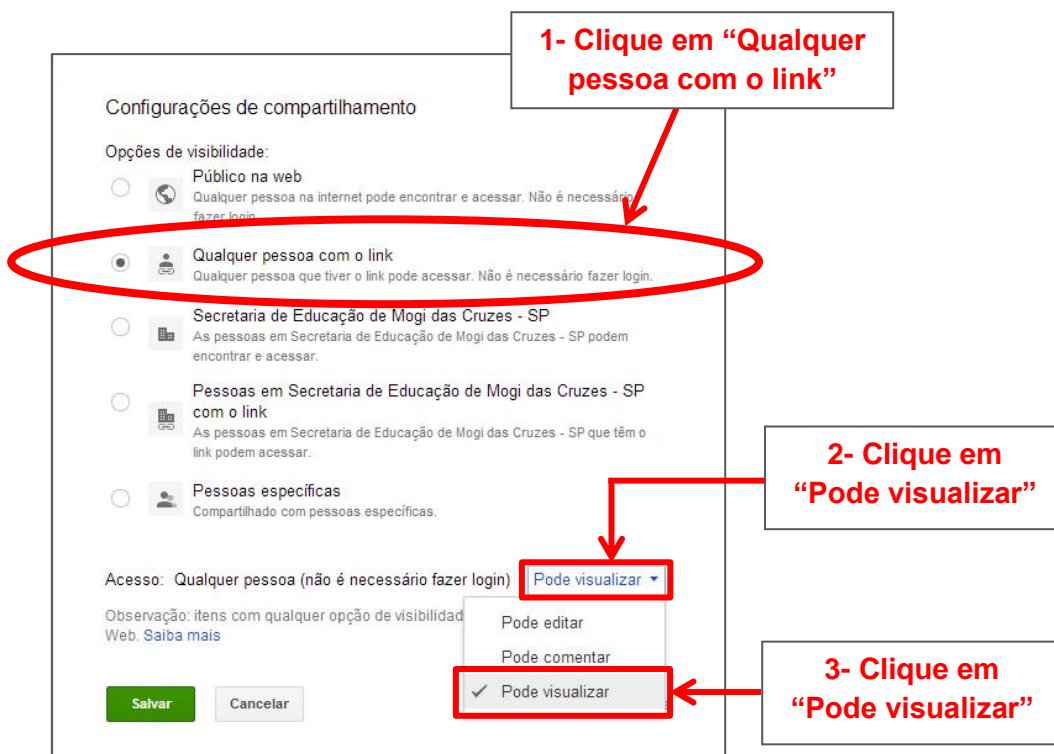 1- Clique em “Qualquer
pessoa com o link”
Configurações de compartilhamento
Opções de visibilidade:
Público na web
Qualquer pessoa na internet pode encontrar e acessar. Não é necessário
fazer login.
Qualquer pessoa com o link
Qualquer pessoa que tiver o link pode acessar. Não é necessário fazer login.
Secretaria de Educação de Mogi das Cruzes - SP
As pessoas em Secretaria de Educação de Mogi das Cruzes - SP podem
encontrar e acessar.
Pessoas em Secretaria de Educação de Mogi das Cruzes - SP
com o link
As pessoas em Secretaria de Educação de Mogi das Cruzes - SP que têm o
link podem acessar.
Pessoas específicas
Compartilhado com pessoas específicas.
2- Clique em
“Pode visualizar”
Acesso: Qualquer pessoa (não é necessário fazer login) Pode visualizar
Observação: itens com qualquer opção de
Web. Saiba mais
Pode editar
Pode comentar
Pode visualizar
3- Clique em
“Pode visualizar”
Salvar Cancelar